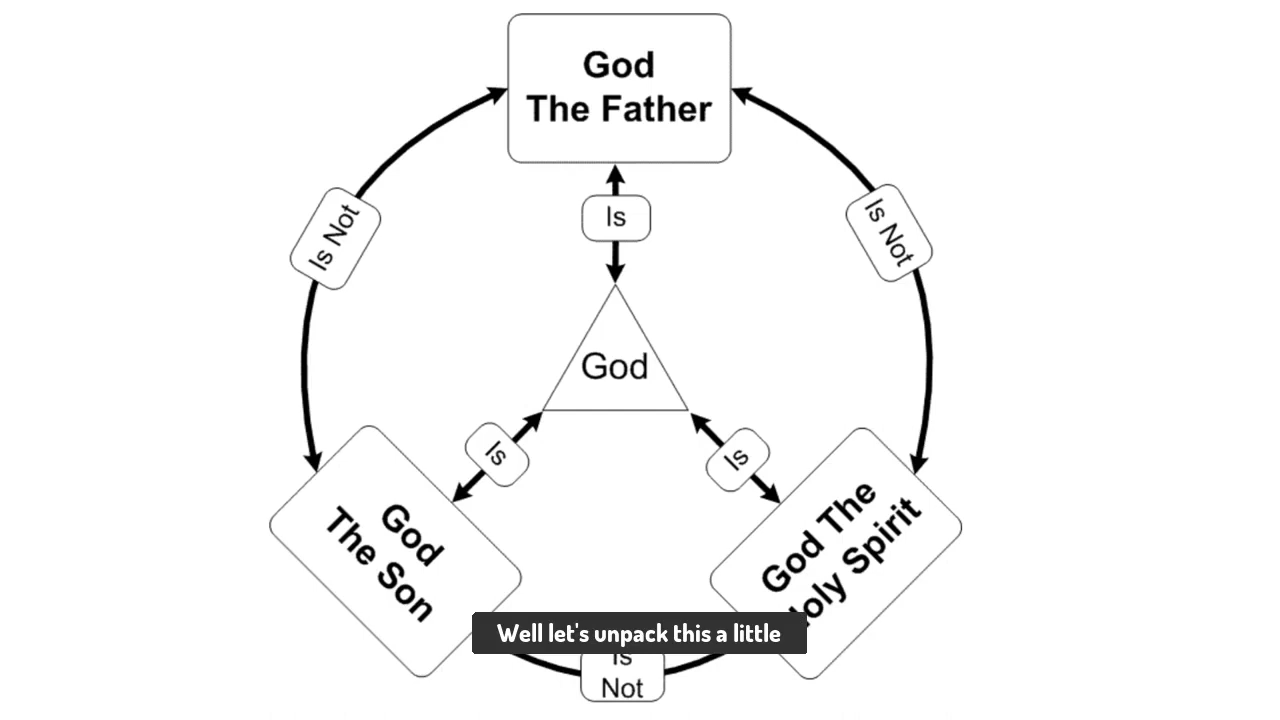 God
The Father
Is
Is Not
Is Not
God
Is
Is
God
The Son
God The
Spirit
Well let's unpack this a little
Is
Not